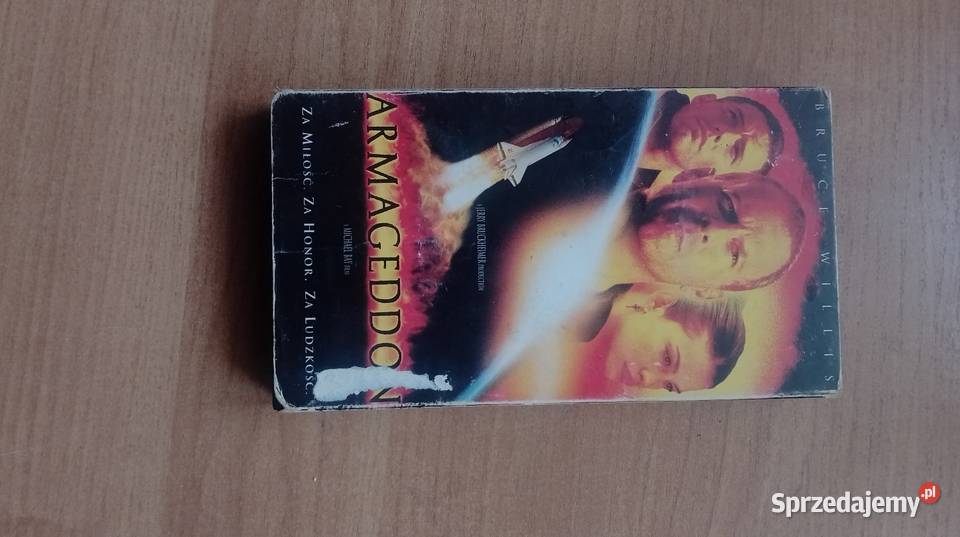 BRUCE WILLIS
A JERRY BRUCKHEIMER PRODUCTION
A MICHAEL BAY FILM
ARMAGEDDON
ZA MIŁOŚĆ. ZA HONOR. ZA LUDZKOŚĆ.
Sprzedajemy.pl